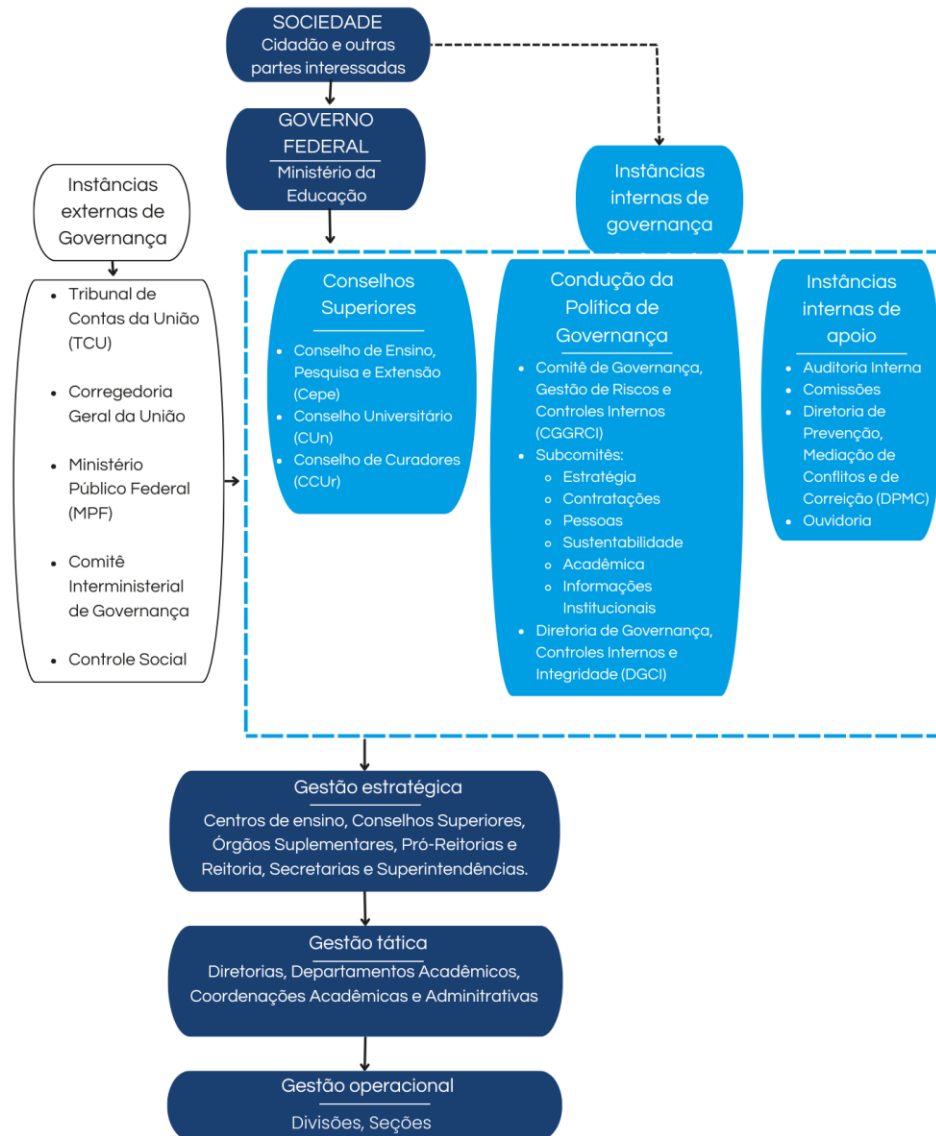 SOCIEDADE
Cidadão e outras
partes interessadas
GOVERNO
FEDERAL
Ministério da
Educação
Instâncias
externas de
Governança
Instâncias
internas de
governança
• Tribunal de
Contas da União
(TCU)
• Corregedoria
Geral da União
• Ministério
Público Federal
(MPF)
• Comitê
Interministerial
de Governança
• Controle Social
Conselhos
Superiores
• Conselho de Ensino,
Pesquisa e Extensão
(Cepe)
• Conselho Universitário
(CUn)
• Conselho de Curadores
(CCUr)
Condução da
Política de
Governança
• Comitê de Governança,
Gestão de Riscos e
Controles Internos
(CGGRCI)
• Subcomitês:
◦ Estratégia
◦ Contratações
◦ Pessoas
◦ Sustentabilidade
◦ Acadêmica
◦ Informações
Institucionais
• Diretoria de Governança,
Controles Internos e
Integridade (DGCI)
Instâncias
internas de
apoio
• Auditoria Interna
• Comissões
• Diretoria de
Prevenção,
Mediação de
Conflitos e de
Correição (DPMC)
• Ouvidoria
Gestão estratégica
Centros de ensino, Conselhos Superiores,
Órgãos Suplementares, Pró-Reitorias e
Reitoria, Secretarias e Superintendências.
Gestão tática
Diretorias, Departamentos Acadêmicos,
Coordenações Acadêmicas e Adminitrativas
Gestão operacional
Divisões, Seções